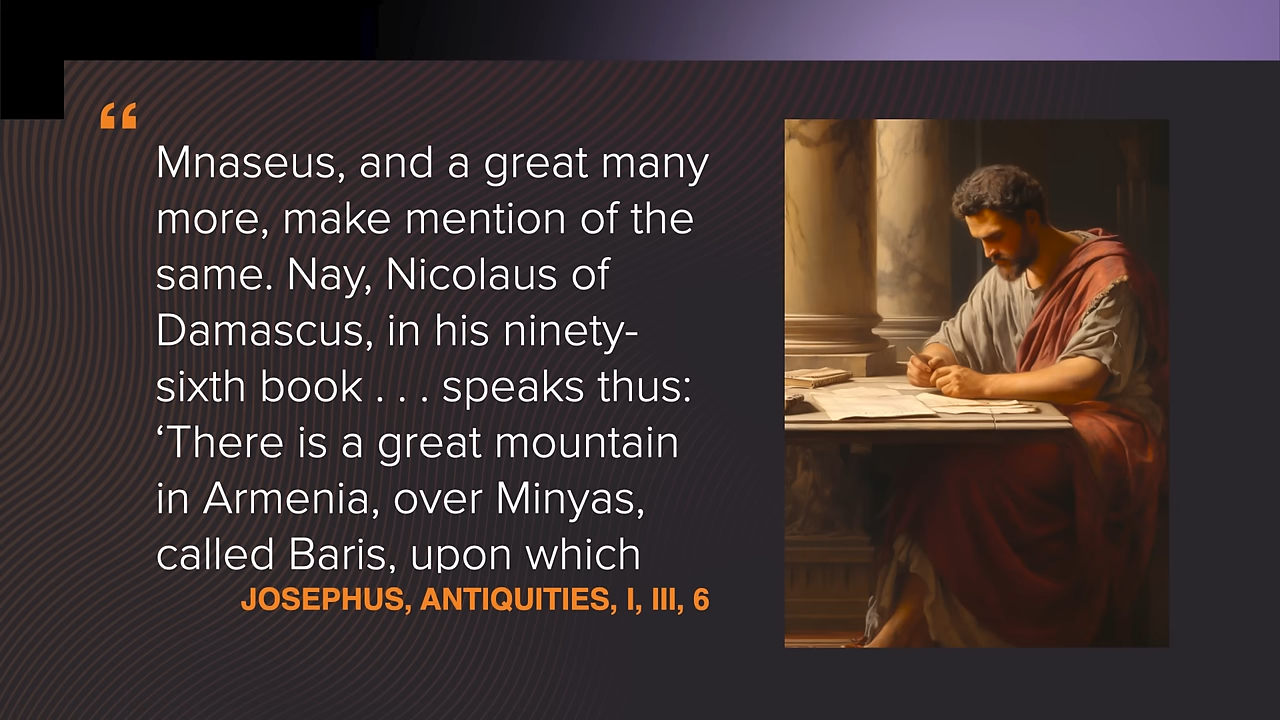 “
Mnaseus, and a great many
more, make mention of the
same. Nay, Nicolaus of
Damascus, in his ninety-
sixth book . . . speaks thus:
‘There is a great mountain
in Armenia, over Minyas,
called Baris, upon which
JOSEPHUS, ANTIQUITIES, I, III, 6